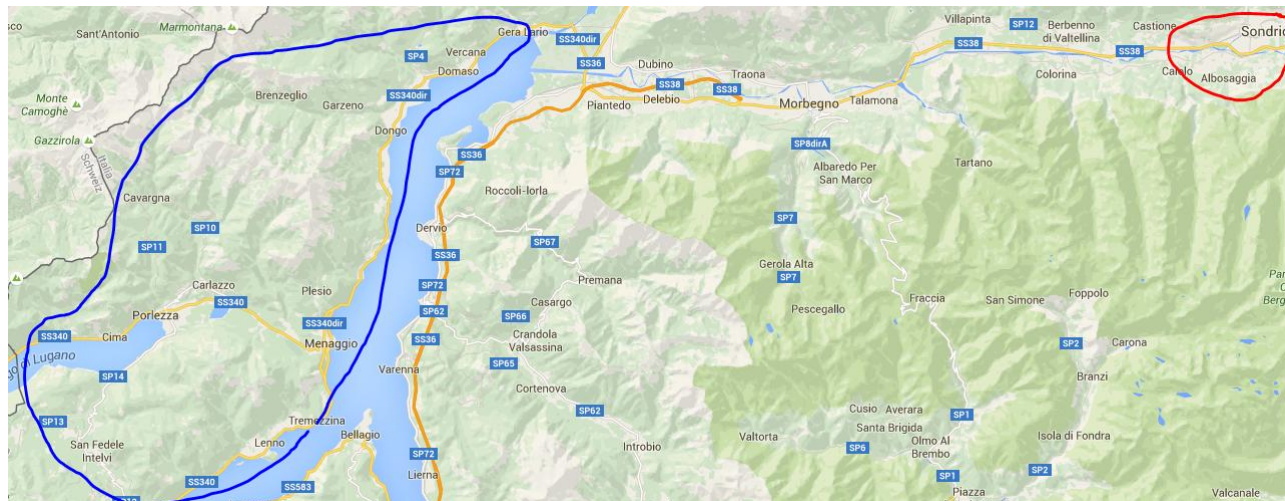 Marmontana
Sant'Antonio
Gera Lario
SS340dir
Villapinta
SP12
Berbenno
di Valtellina
Castione
Sondrio
SP4
Vercana
SS36
SS38
SS38
Domaso
Dubino
Traona
SS38
Colorina
Albosaggia
Brenzeglio
Garzeno
SS340dir
Piantedo
Delebio
SS38
Morbegno
Talamona
Monte
Camoghè
Dongo
Gazzirola
Italia
Schweiz
SS36
SP8dirA
Albaredo Per
San Marco
Tartano
SP72
Roccoli-lorla
Cavargna
SP10
SP11
SP7
Dervio
SP67
SS36
Gerola Alta
SP7
Premana
Carlazzo
Plesio
SP72
SP62
Casargo
Fraccia
San Simone
Foppolo
Pescegallo
Porlezza
SS340
SS340dir
SP66
SS340
Cima
Menaggio
SS36
Crandola
Valsassina
SP2
Carona
go di Lugano
SP14
Varenna
SP65
Cortenova
Branzi
SP13
Tremezzina
SP62
Cusio
Averara
SP1
Santa Brigida
San Fedele
Intelvi
Lenno
Bellagio
Introbio
Valtorta
SP6
Olmo Al
Brembo
Isola di Fondra
SP72
Lierna
SS340
SS583
SP1
SP2
Piazza
Valcanale